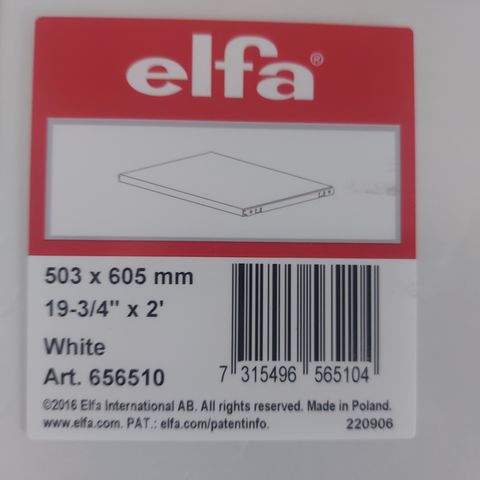 elfa®
503 x 605 mm
19-3/4" x 2'
White
Art. 656510
7 315496 565104
©2016 Elfa International AB. All rights reserved. Made in Poland.
www.elfa.com. PAT.: elfa.com/patentinfo. 220906